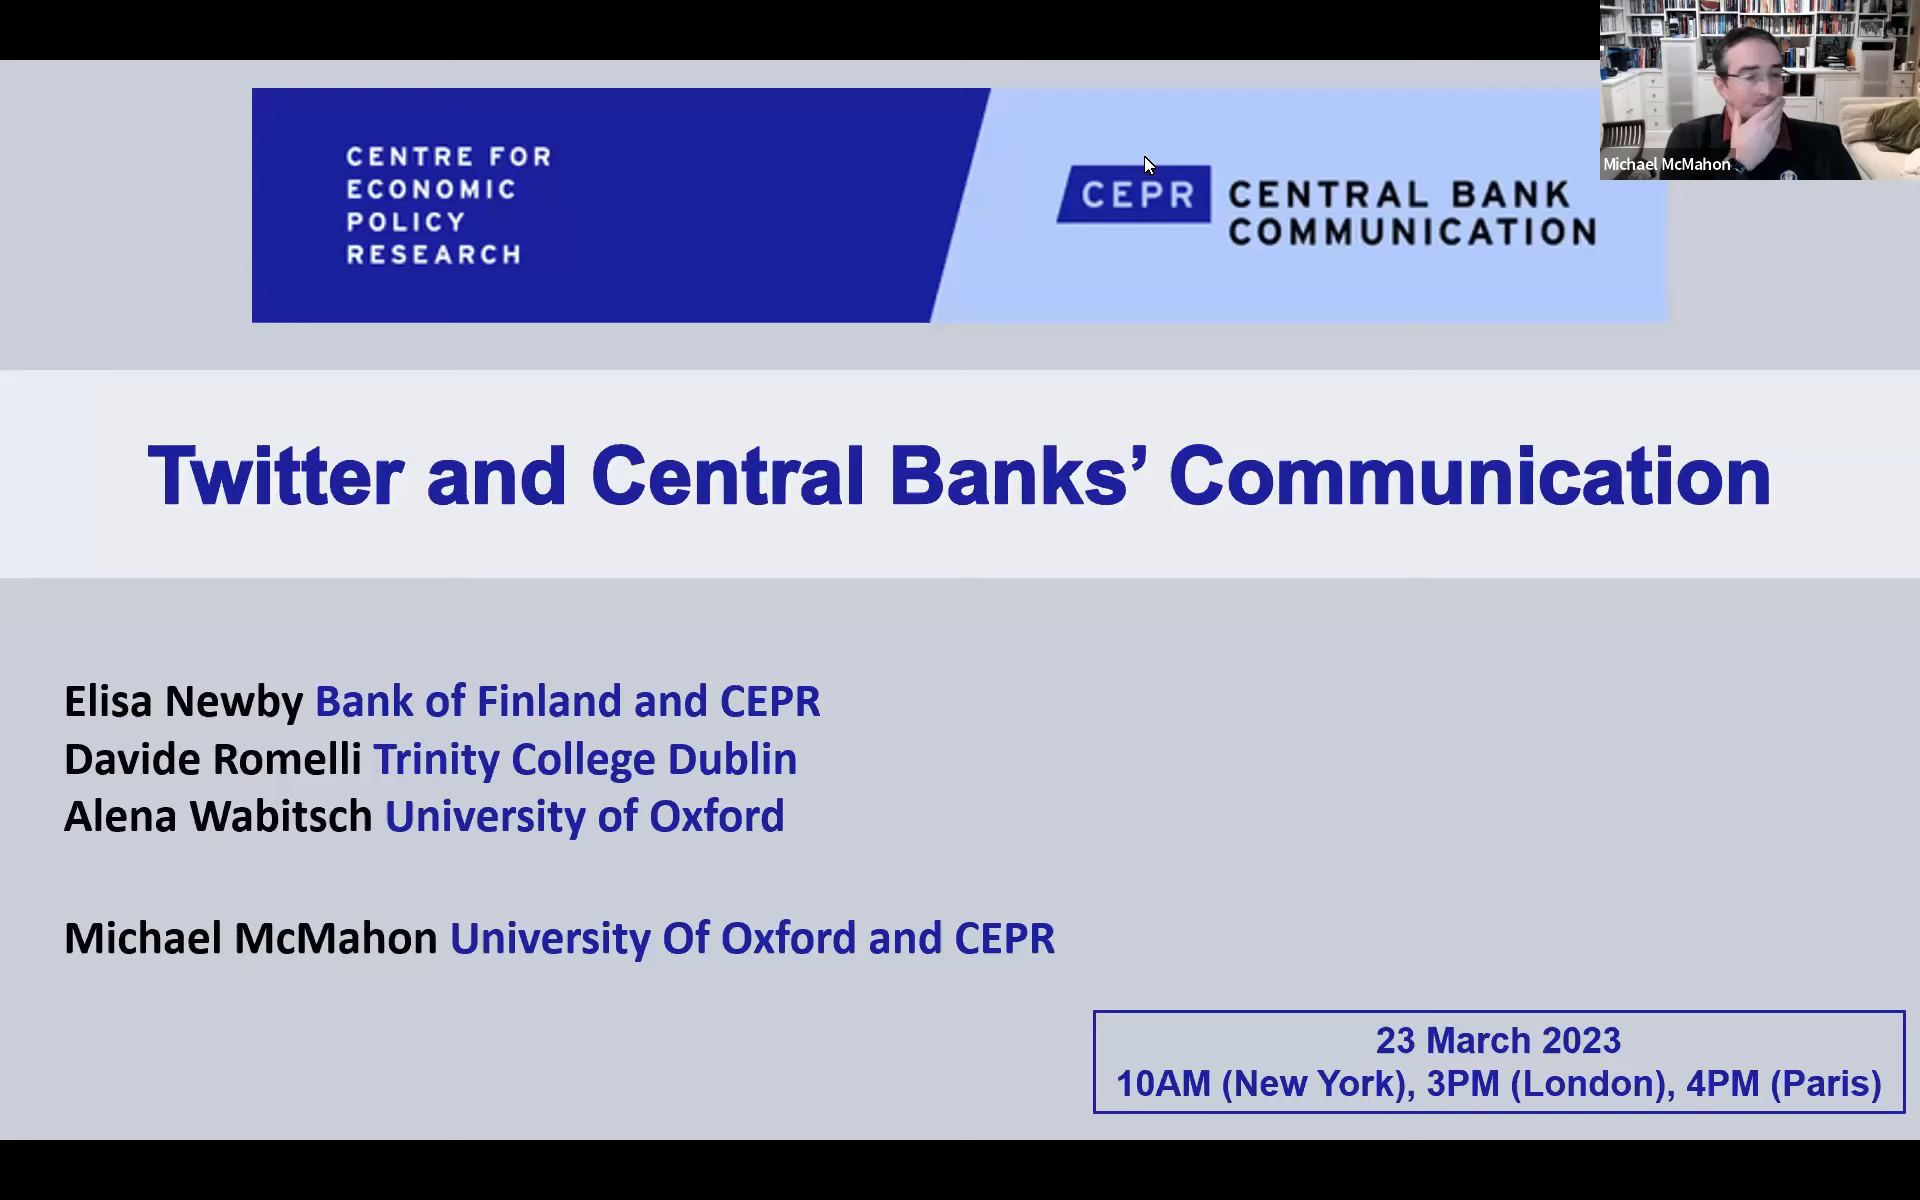 CENTRE FOR
ECONOMIC
POLICY
RESEARCH
CEPR CENTRAL BANK
COMMUNICATION
Michael McMahon
Twitter and Central Banks’ Communication
Elisa Newby Bank of Finland and CEPR
Davide Romelli Trinity College Dublin
Alena Wabitsch University of Oxford
Michael McMahon University Of Oxford and CEPR
23 March 2023
10AM (New York), 3PM (London), 4PM (Paris)